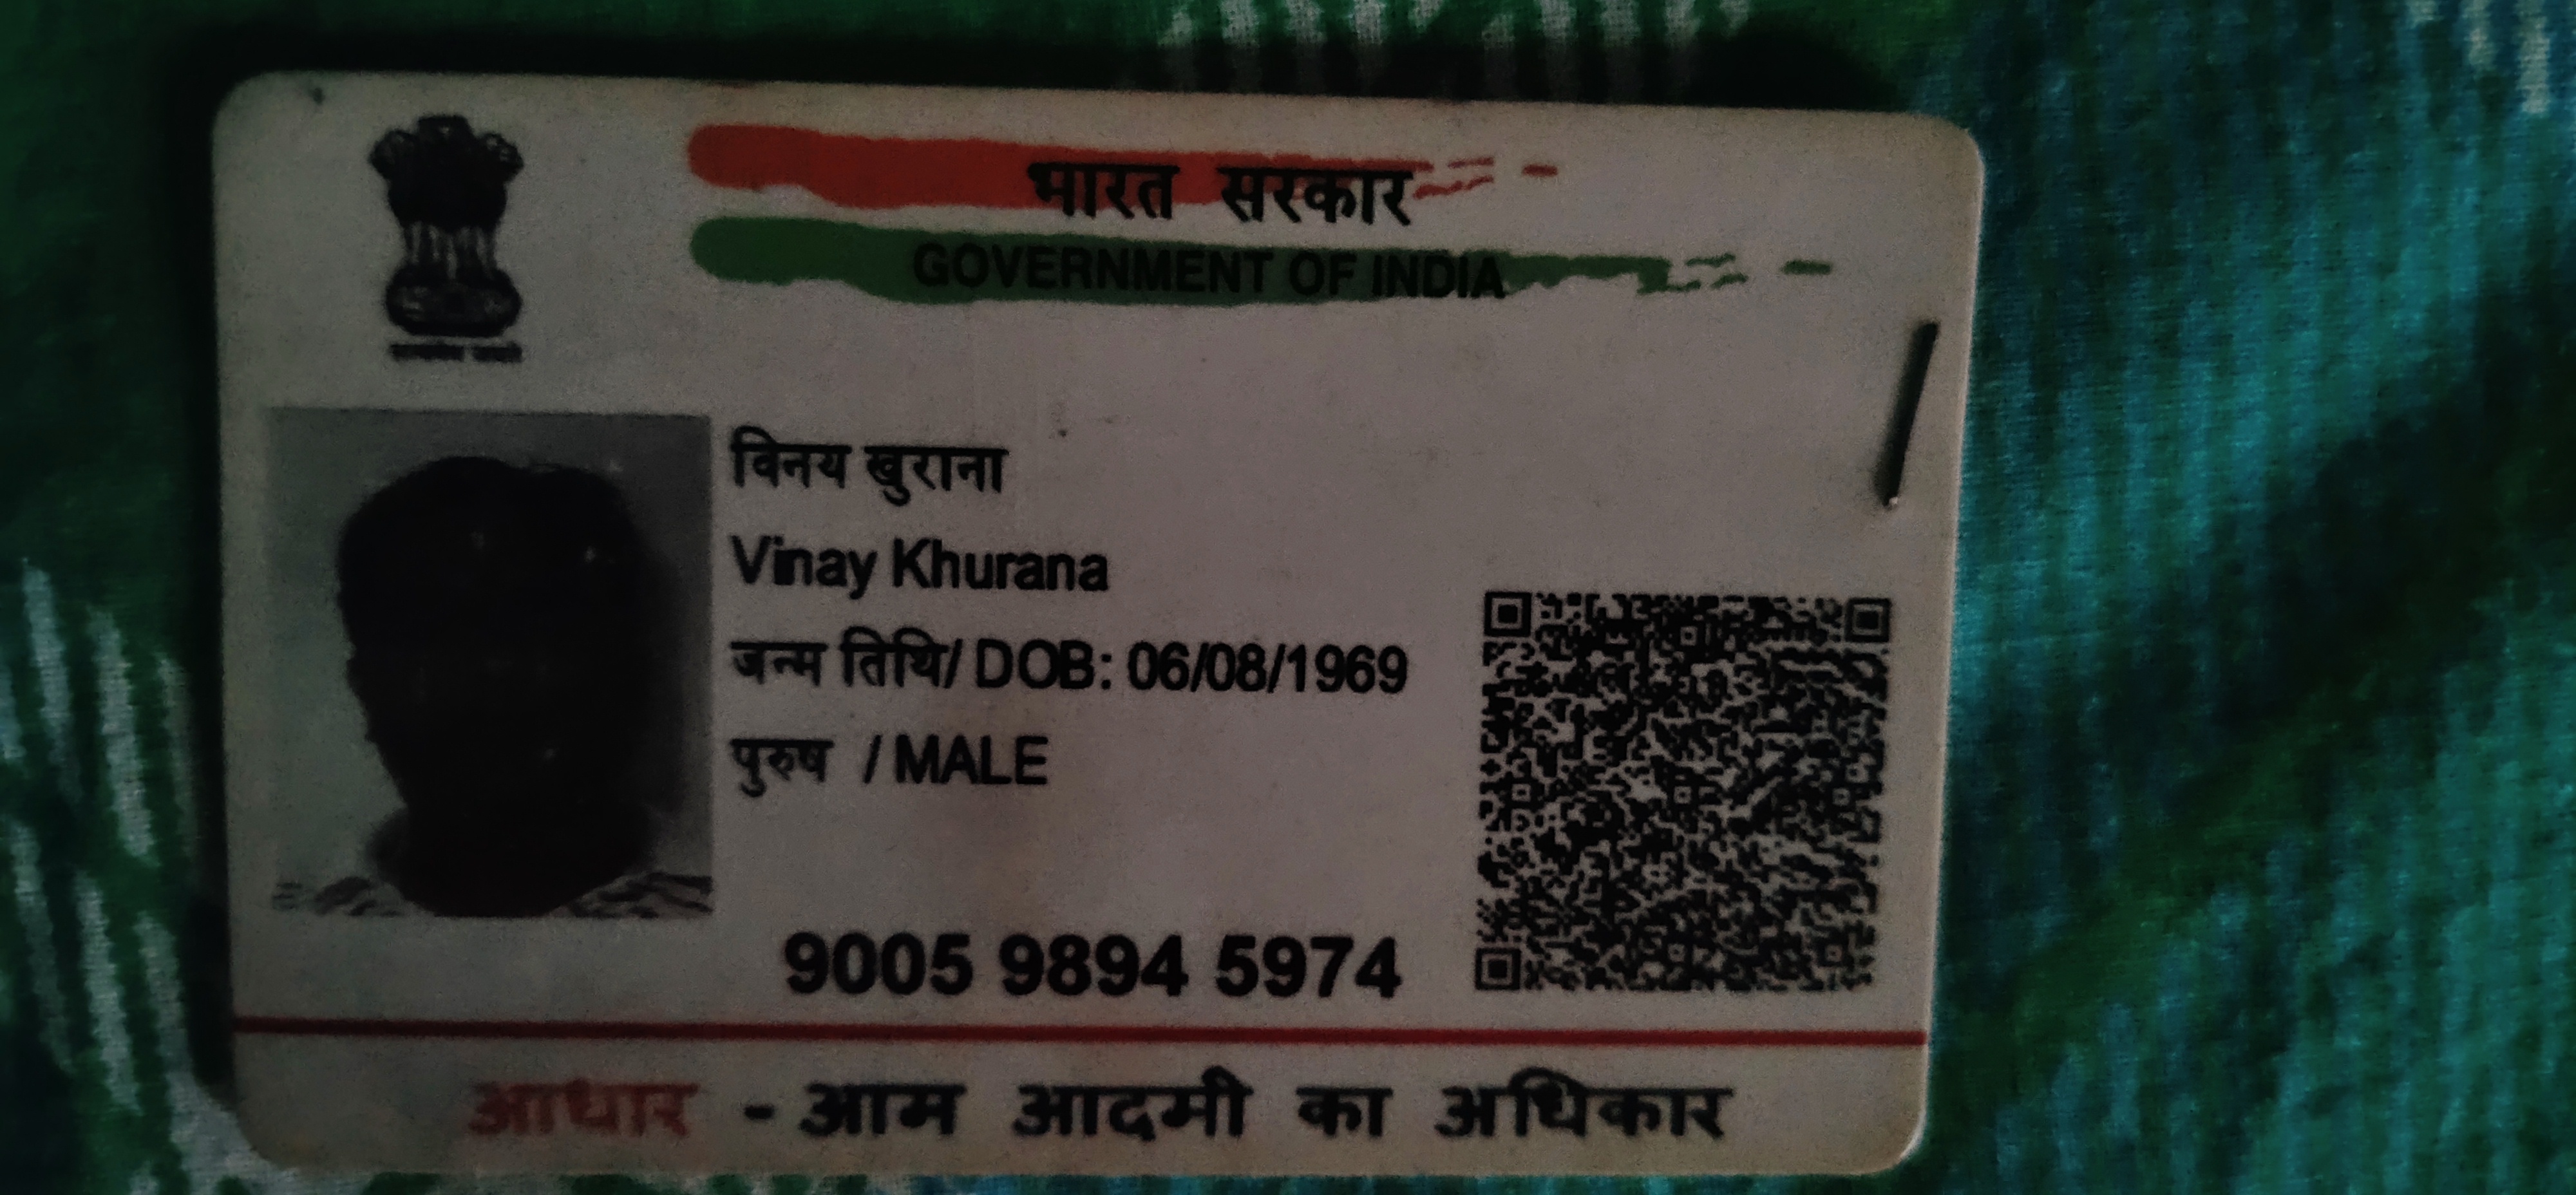 भारत सरकार
GOVERNMENT OF INDIA
विनय खुराना
Vinay Khurana
जन्म तिथि/ DOB: 06/08/1969
पुरुष / MALE
9005 9894 5974
आधार - आम आदमी का अधिकार